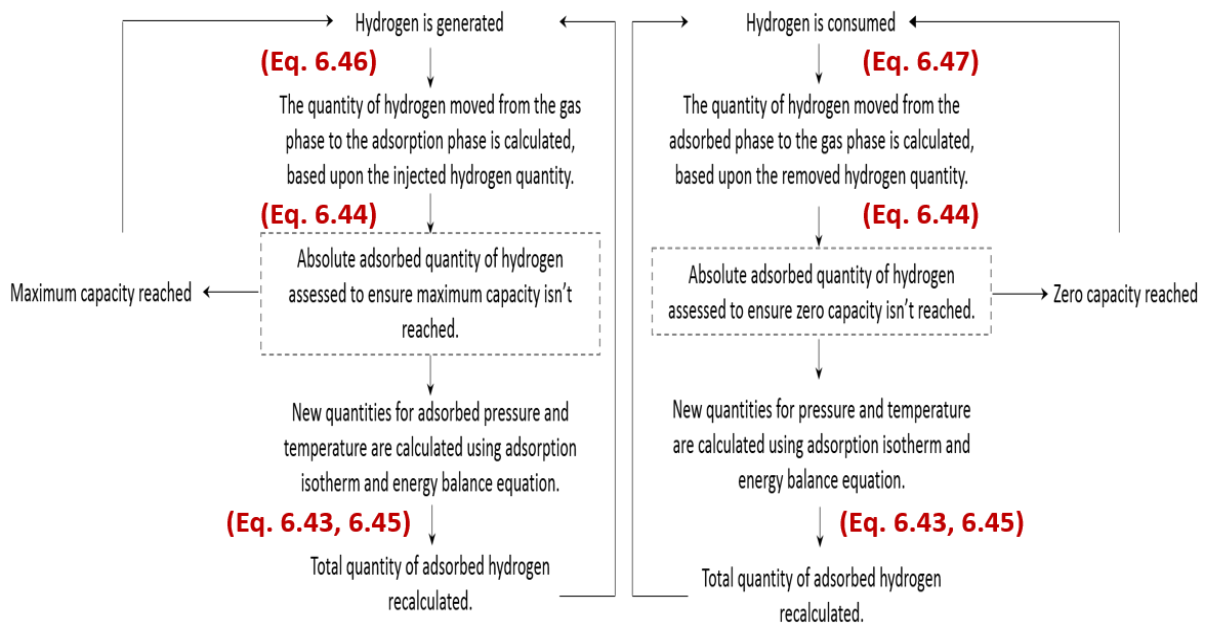 Hydrogen is generated
(Eq. 6.46)
The quantity of hydrogen moved from the gas
phase to the adsorption phase is calculated,
based upon the injected hydrogen quantity.
(Eq. 6.44)
Absolute adsorbed quantity of hydrogen
assessed to ensure maximum capacity isn't
reached.
Maximum capacity reached
New quantities for adsorbed pressure and
temperature are calculated using adsorption
isotherm and energy balance equation.
(Eq. 6.43, 6.45)
Total quantity of adsorbed hydrogen
recalculated.
Hydrogen is consumed
(Eq. 6.47)
The quantity of hydrogen moved from the
adsorbed phase to the gas phase is calculated,
based upon the removed hydrogen quantity.
(Eq. 6.44)
Absolute adsorbed quantity of hydrogen
assessed to ensure zero capacity isn't reached.
Zero capacity reached
New quantities for pressure and temperature
are calculated using adsorption isotherm and
energy balance equation.
(Eq. 6.43, 6.45)
Total quantity of adsorbed hydrogen
recalculated.